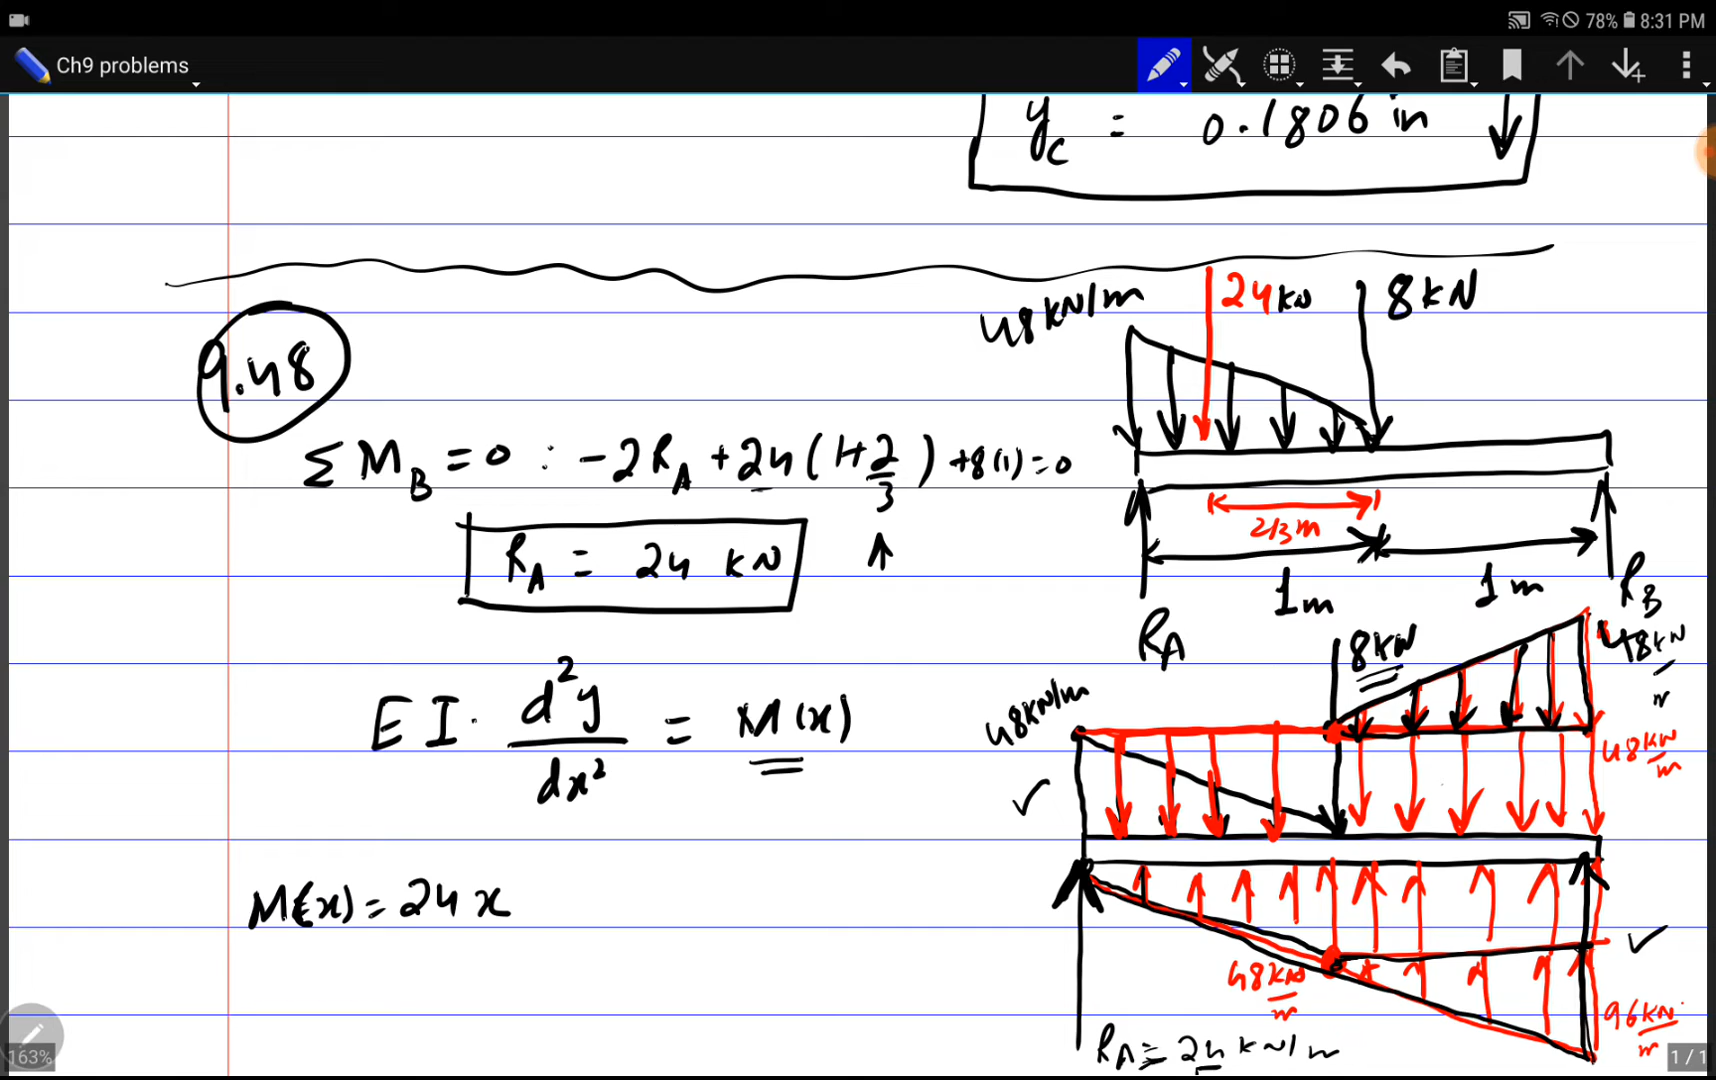 78% 8:31 PM
Ch9 problems
y_C = 0.1806 in ↓
9.48
48 kN/m
24 kN
8 kN
Σ M_B = 0 : -2R_A + 24 (1+2/3) + 8(1) = 0
R_A = 24 kN ↑
2/3 m
1m
1m
R_A
R_B
EI · d²y/dx² = M(x)
8 kN
48 kN/m
48 kN/m
48 kN/m
M(x) = 24 x
48 kN/m
96 kN/m
R_A = 24 kN/m
163%
1 / 1